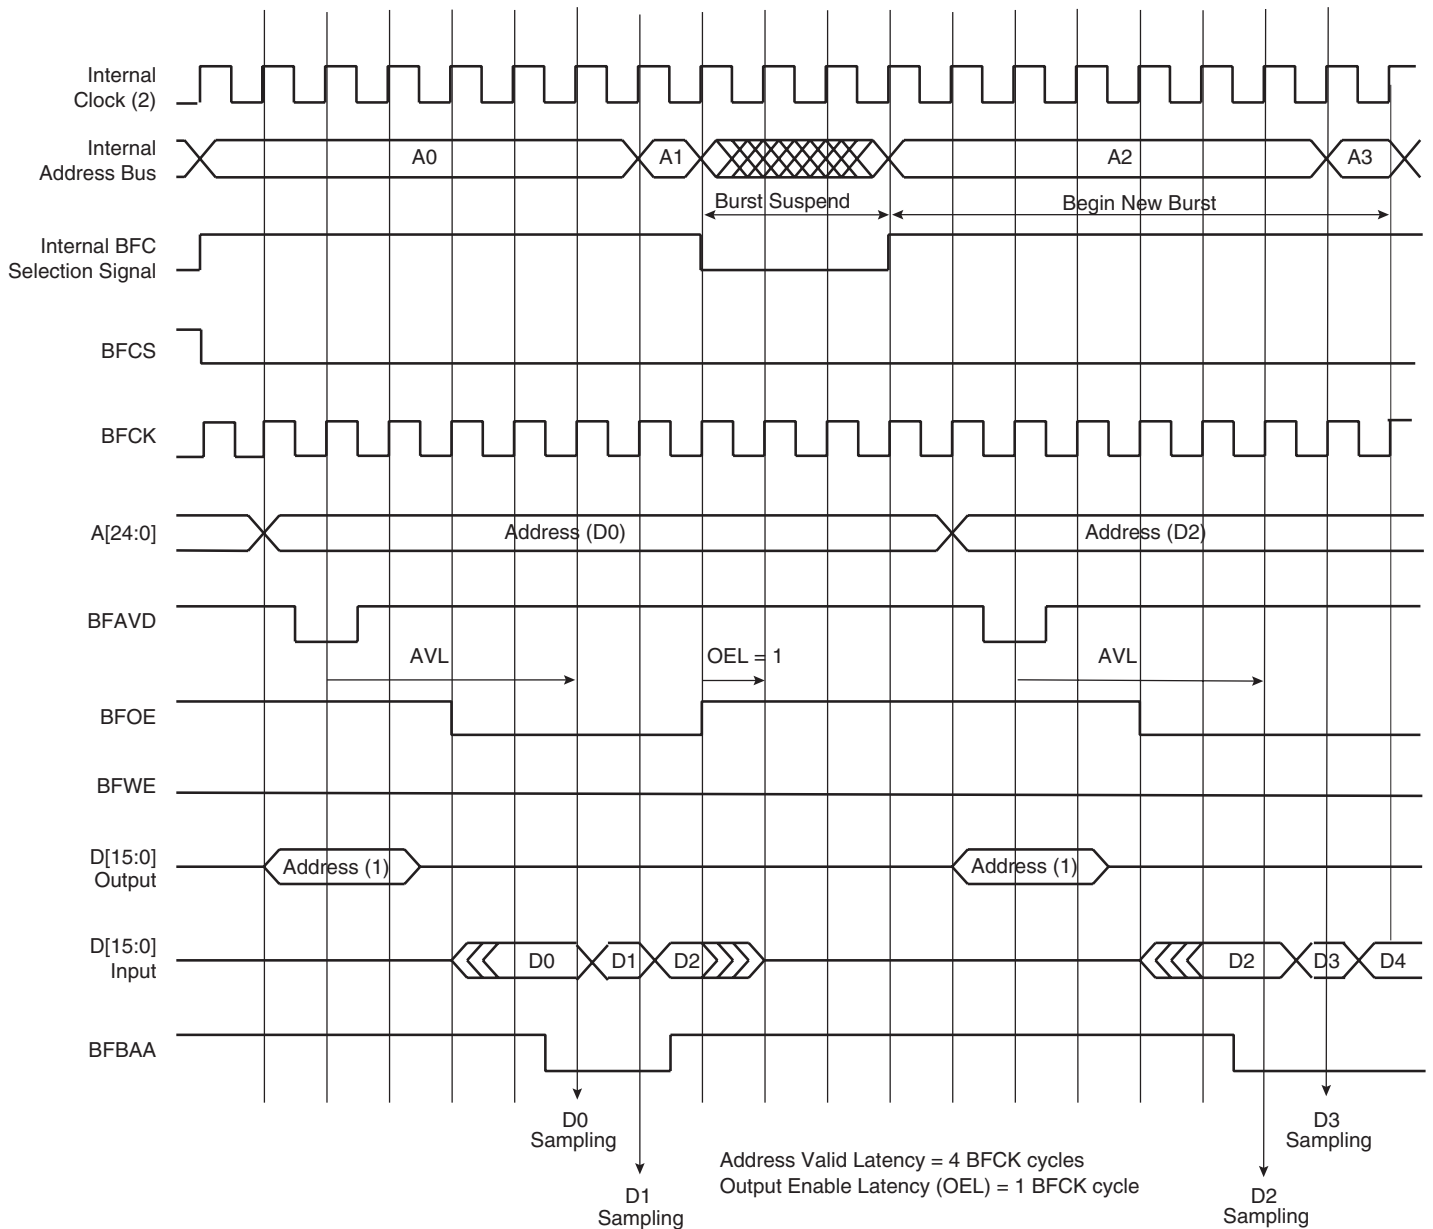 Internal
Clock (2)
Internal
Address Bus
A0
A1
A2
A3
Burst Suspend
Begin New Burst
Internal BFC
Selection Signal
BFCS
BFCK
A[24:0]
Address (D0)
Address (D2)
BFAVD
AVL
OEL = 1
AVL
BFOE
BFWE
D[15:0]
Output
Address (1)
Address (1)
D[15:0]
Input
D0
D1
D2
D2
D3
D4
BFBAA
D0
Sampling
D3
Sampling
Address Valid Latency = 4 BFCK cycles
Output Enable Latency (OEL) = 1 BFCK cycle
D1
Sampling
D2
Sampling